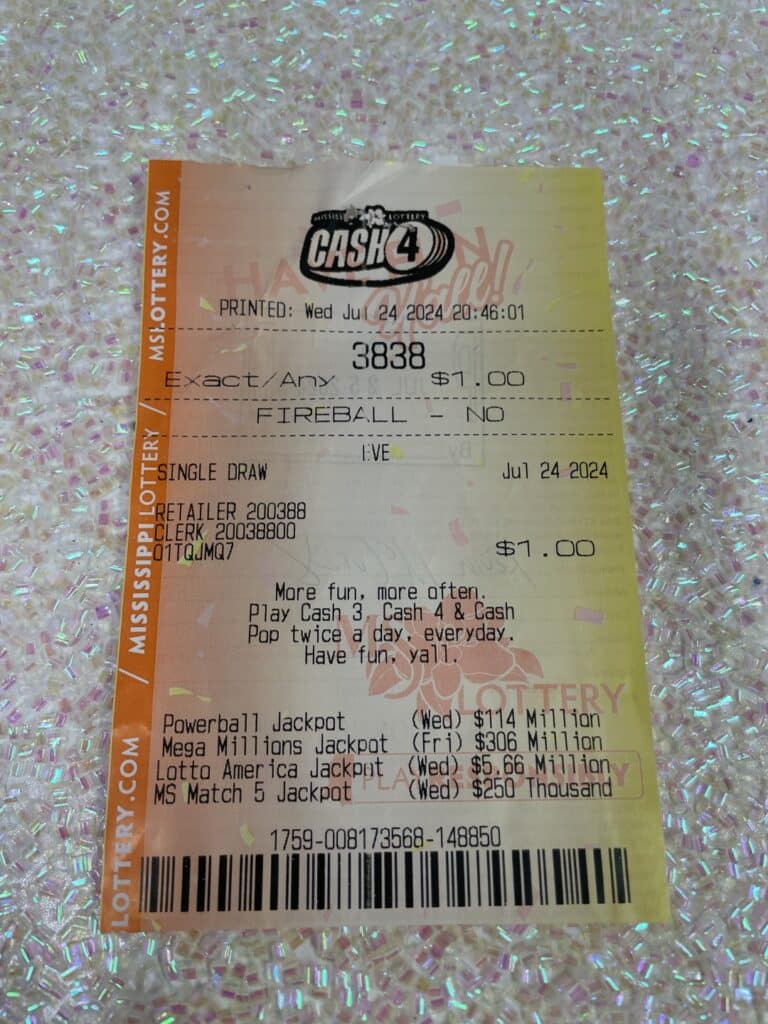 MISSISSIPPI LOTTERY
CASH 4
PRINTED: Wed Jul 24 2024 20:46:01
3838
Exact/Any $1.00
FIREBALL - NO
EVE
SINGLE DRAW Jul 24 2024
RETAILER 200388
CLERK 20038800
01TQJMQ7 $1.00
More fun, more often.
Play Cash 3, Cash 4 & Cash
Pop twice a day, everyday.
Have fun, yall.
LOTTERY
Powerball Jackpot (Wed) $114 Million
Mega Millions Jackpot (Fri) $306 Million
Lotto America Jackpot (Wed) $5.66 Million
PLAY RESPONSIBLY
MS Match 5 Jackpot (Wed) $250 Thousand
1759-008173568-148850
LOTTERY.COM / MISSISSIPPI LOTTERY / MSLOTTERY.COM